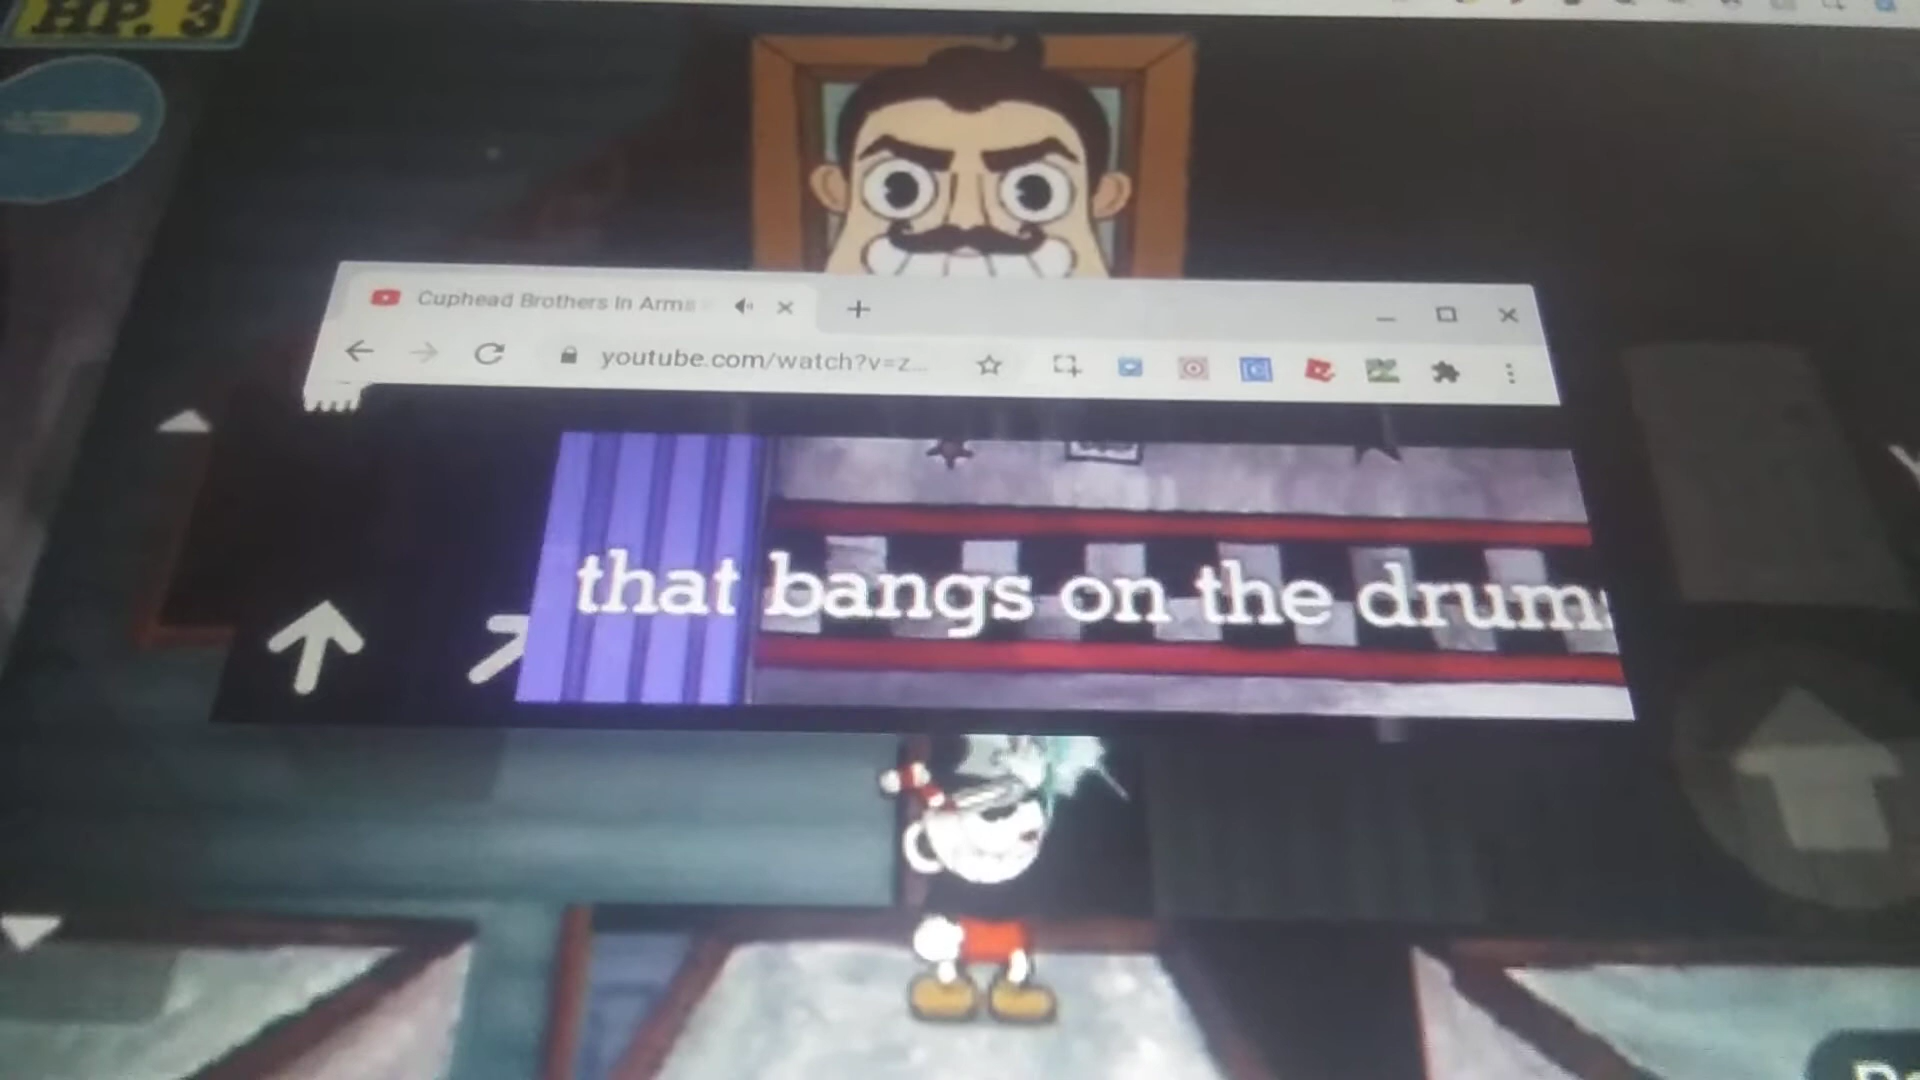 HP. 3
Cuphead Brothers In Arms
youtube.com/watch?v=z...
that bangs on the drum